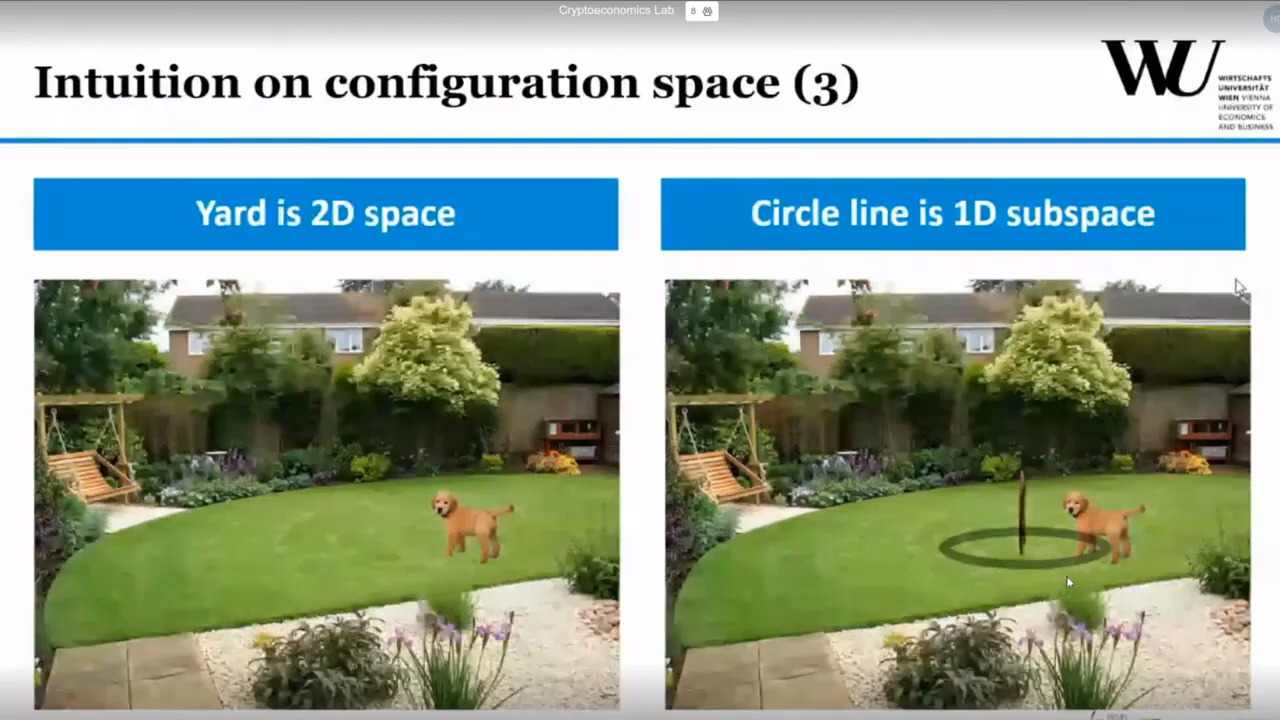 Cryptoeconomics Lab 8
Intuition on configuration space (3)
WU
WIRTSCHAFTS
UNIVERSITÄT
WIEN VIENNA
UNIVERSITY OF
ECONOMICS
AND BUSINESS
Yard is 2D space
Circle line is 1D subspace